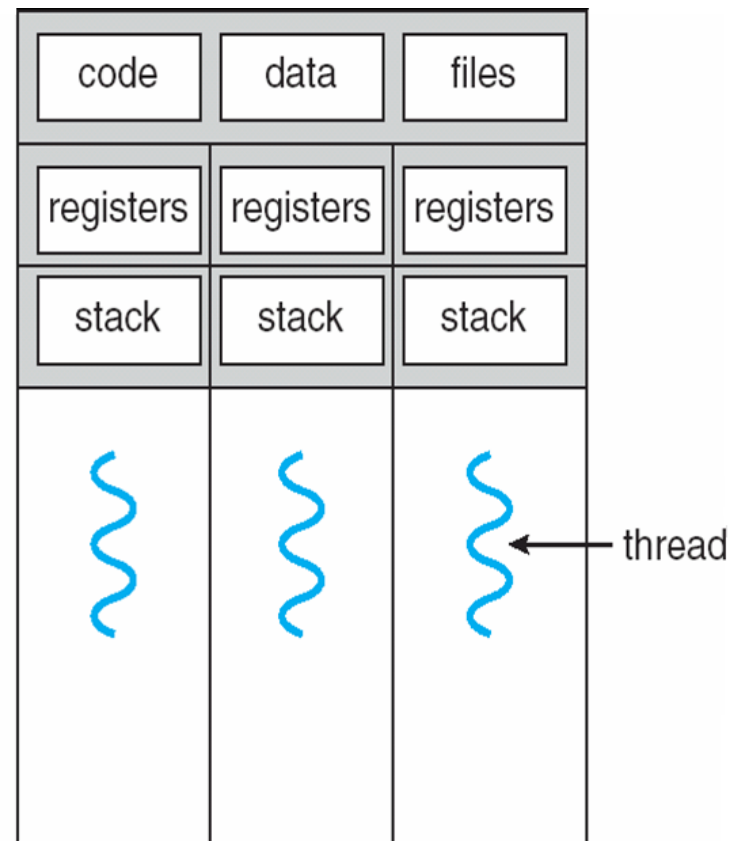 code data files
registers registers registers
stack stack stack
thread